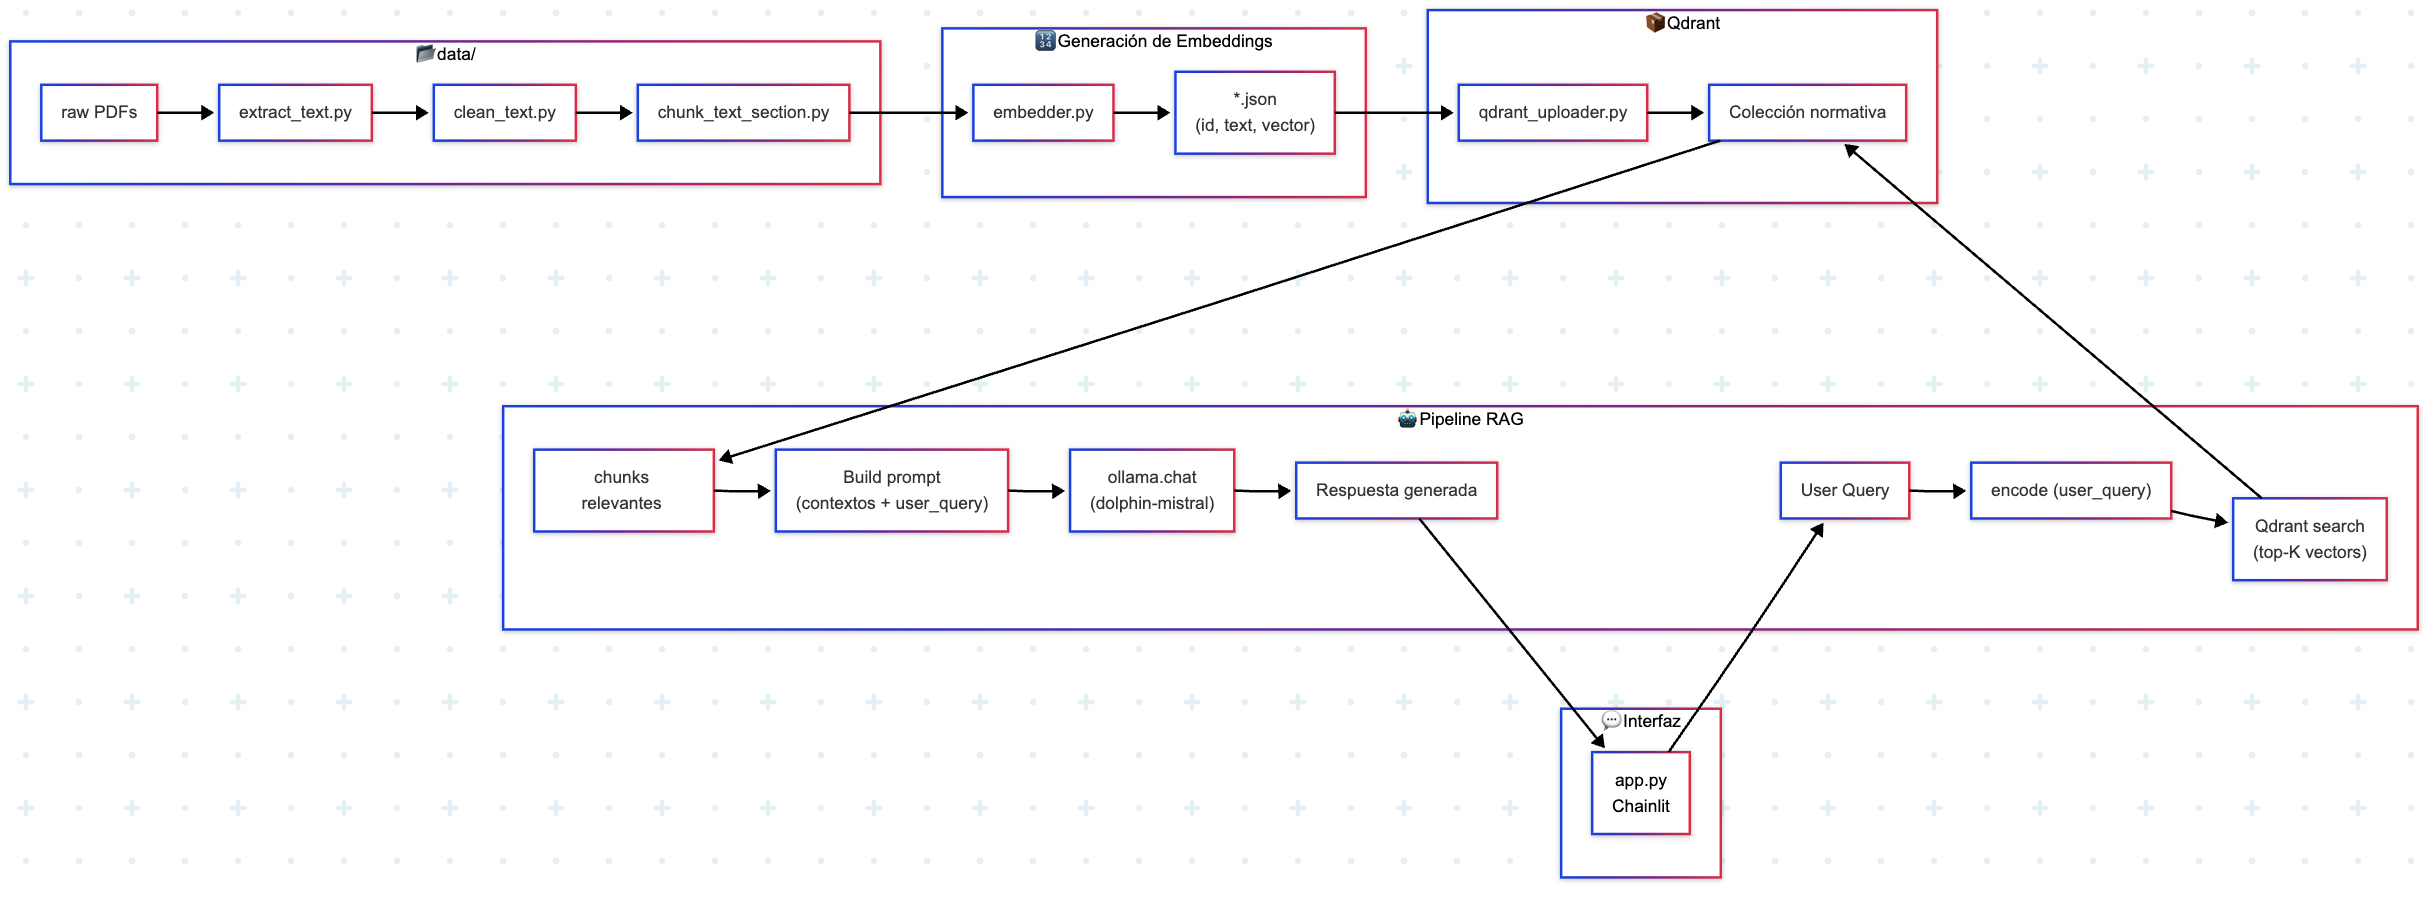 📁data/
raw PDFs
extract_text.py
clean_text.py
chunk_text_section.py
🔢Generación de Embeddings
embedder.py
*.json
(id, text, vector)
📦Qdrant
qdrant_uploader.py
Colección normativa
🤖Pipeline RAG
chunks
relevantes
Build prompt
(contextos + user_query)
ollama.chat
(dolphin-mistral)
Respuesta generada
User Query
encode (user_query)
Qdrant search
(top-K vectors)
💬Interfaz
app.py
Chainlit